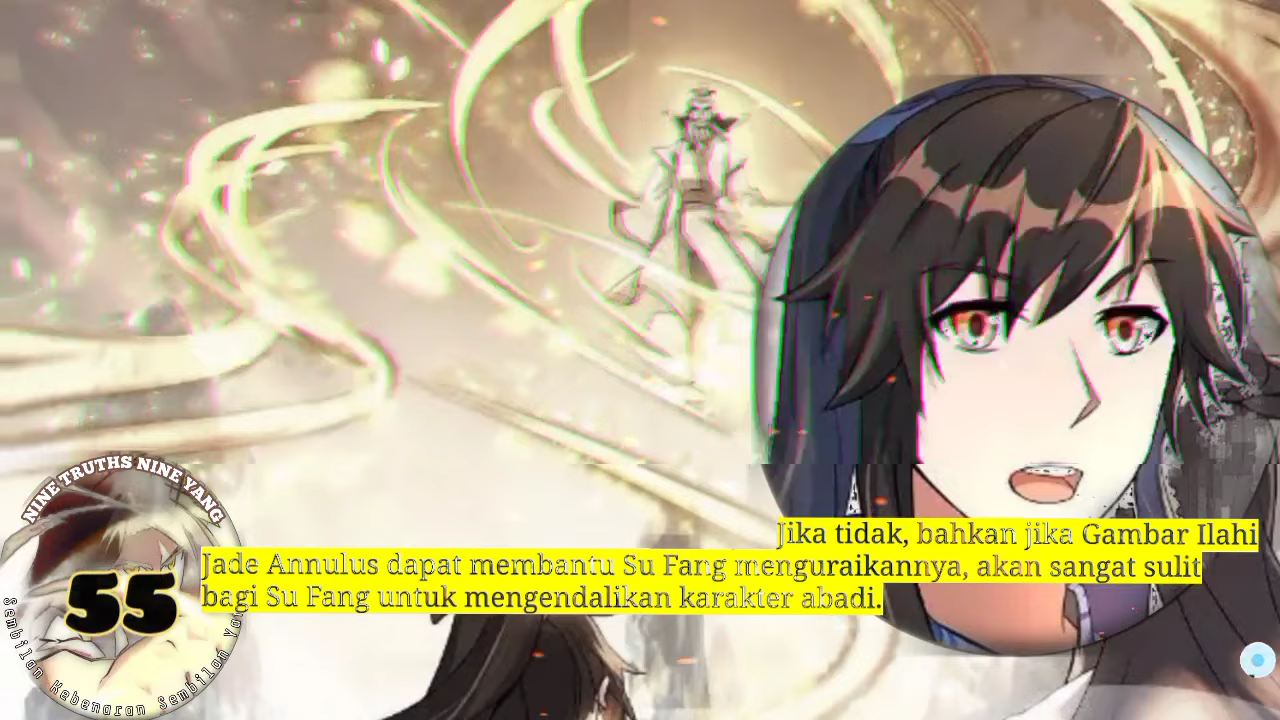 Jika tidak, bahkan jika Gambar Ilahi
Jade Annulus dapat membantu Su Fang menguraikannya, akan sangat sulit
bagi Su Fang untuk mengendalikan karakter abadi.
NINE TRUTHS NINE YANG
55
Sembilan Kebenaran Sembilan Yang